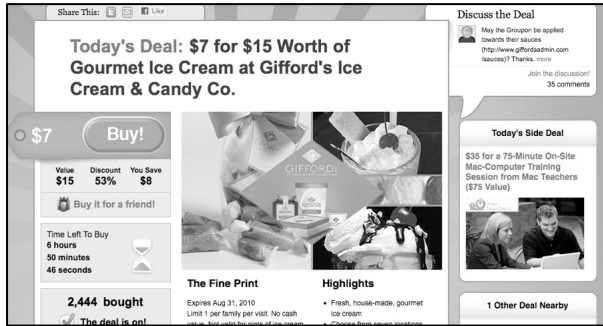 Share This:
Like
Today's Deal: $7 for $15 Worth of
Gourmet Ice Cream at Gifford's Ice
Cream & Candy Co.
$7
Buy!
Value Discount You Save
$15 53% $8
Buy it for a friend!
Time Left To Buy
6 hours
50 minutes
46 seconds
2,444 bought
The deal is on!
GIFFORDS
The Fine Print
Expires Aug 31, 2010
Limit 1 per family per visit. No cash
value. Not valid for pints of ice cream
Highlights
• Fresh, house-made, gourmet
ice cream
• Choose from seven locations
Discuss the Deal
May the Groupon be applied
towards their sauces
(http://www.giffordsadmin.com
/sauces)? Thanks. more
Join the discussion!
35 comments
Today's Side Deal
$35 for a 75-Minute On-Site
Mac-Computer Training
Session from Mac Teachers
($75 Value)
mac
teachers
1 Other Deal Nearby